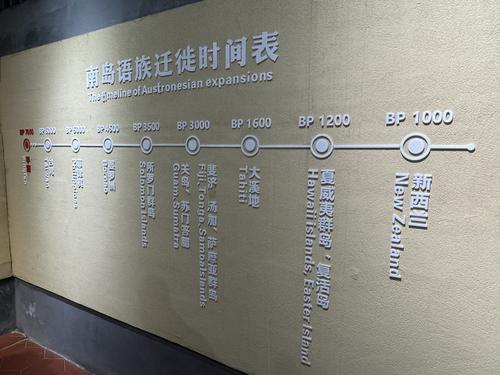 南岛语族迁徙时间表
The timeline of Austronesian expansions
BP 5000
BP 4500
BP 3500
BP 3000
BP 1600
BP 1200
BP 1000
所罗门群岛
Solomon Islands
斐济、汤加、萨摩亚群岛
Fiji, Tonga, Samoa Islands
关岛、苏门答腊
Guam, Sumatra
大溪地
Tahiti
夏威夷群岛、复活岛
Hawaii islands, Easter Island
新西兰
New Zealand